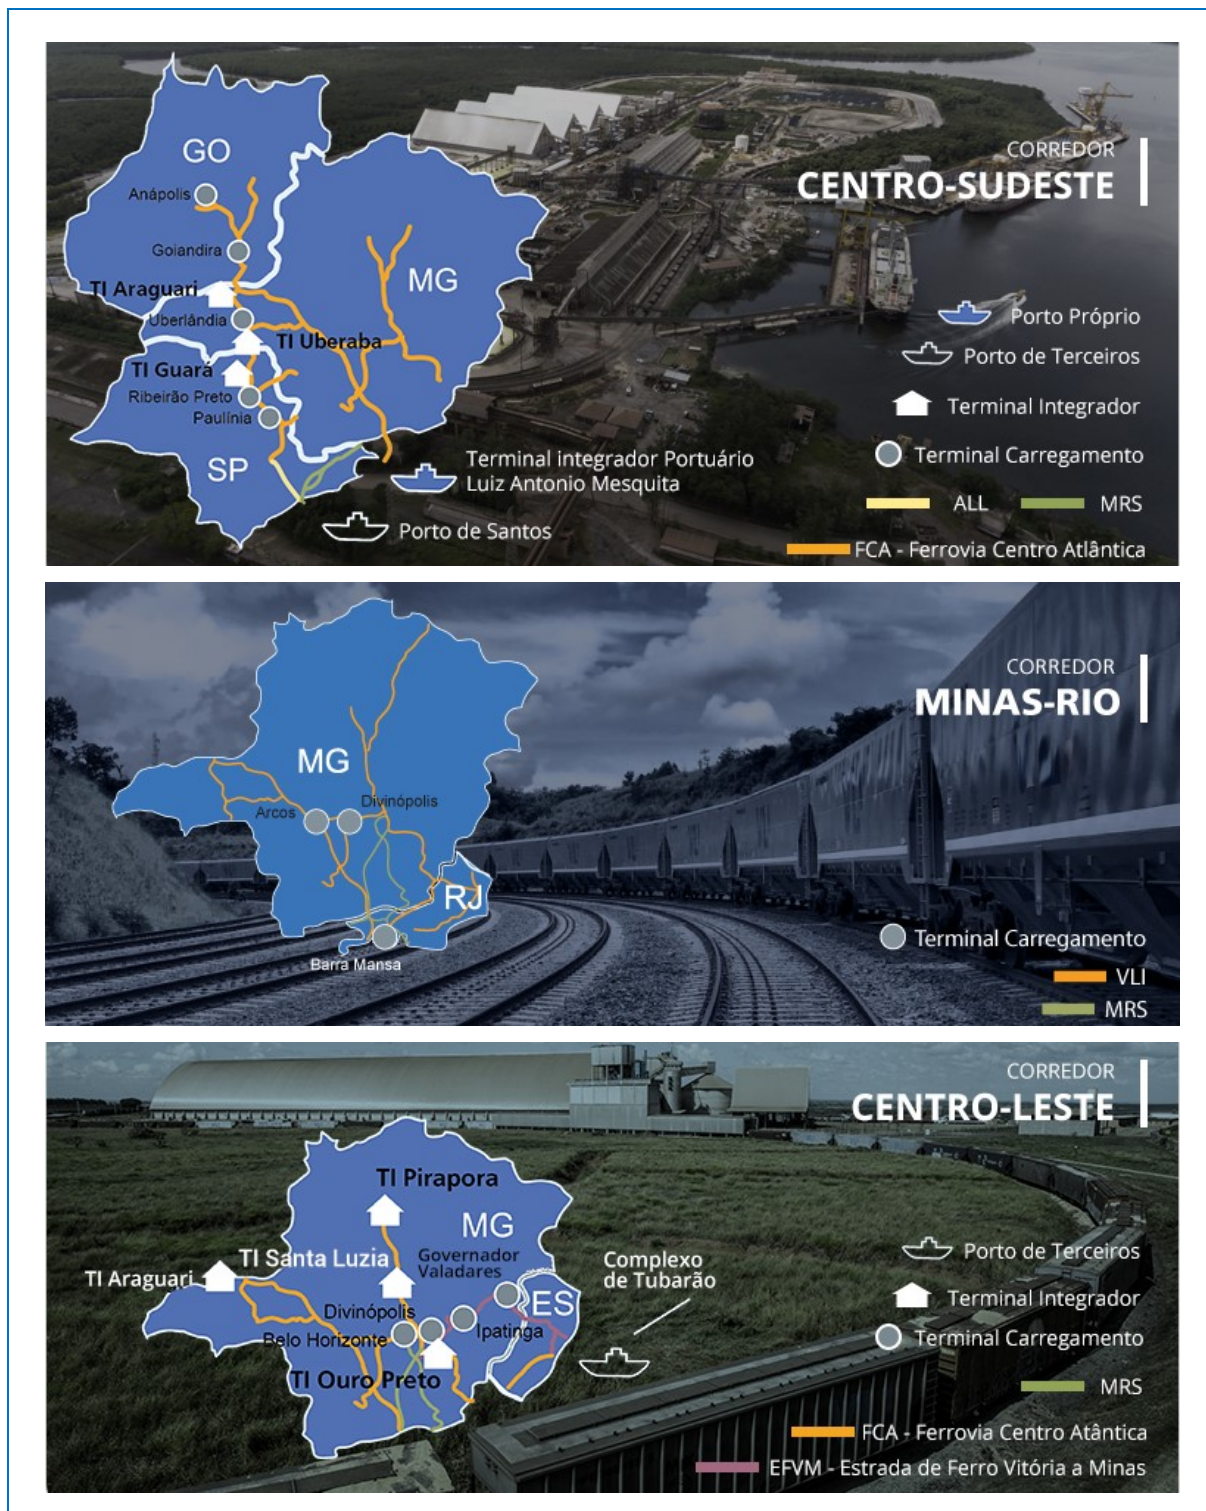 CORREDOR
CENTRO-SUDESTE
GO
Anápolis
Goiandira
TI Araguari
MG
Uberlândia
TI Uberaba
TI Guará
Ribeirão Preto
Paulínia
SP
Terminal integrador Portuário
Luiz Antonio Mesquita
Porto de Santos
Porto Próprio
Porto de Terceiros
Terminal Integrador
Terminal Carregamento
ALL MRS
FCA - Ferrovia Centro Atlântica
CORREDOR
MINAS-RIO
MG
Arcos
Divinópolis
RJ
Barra Mansa
Terminal Carregamento
VLI
MRS
CORREDOR
CENTRO-LESTE
TI Pirapora
MG
TI Santa Luzia
Governador
Valadares
TI Araguari
Complexo
de Tubarão
ES
Divinópolis
Ipatinga
Belo Horizonte
TI Ouro Preto
Porto de Terceiros
Terminal Integrador
Terminal Carregamento
MRS
FCA - Ferrovia Centro Atântica
EFVM - Estrada de Ferro Vitória a Minas